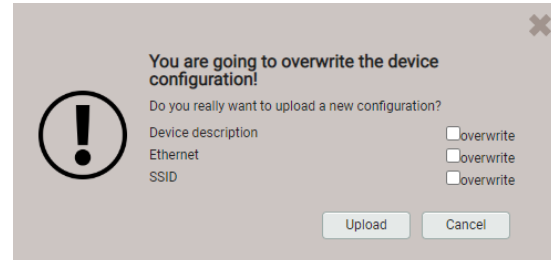 You are going to overwrite the device
configuration!
Do you really want to upload a new configuration?
Device description overwrite
Ethernet overwrite
SSID overwrite
Upload Cancel